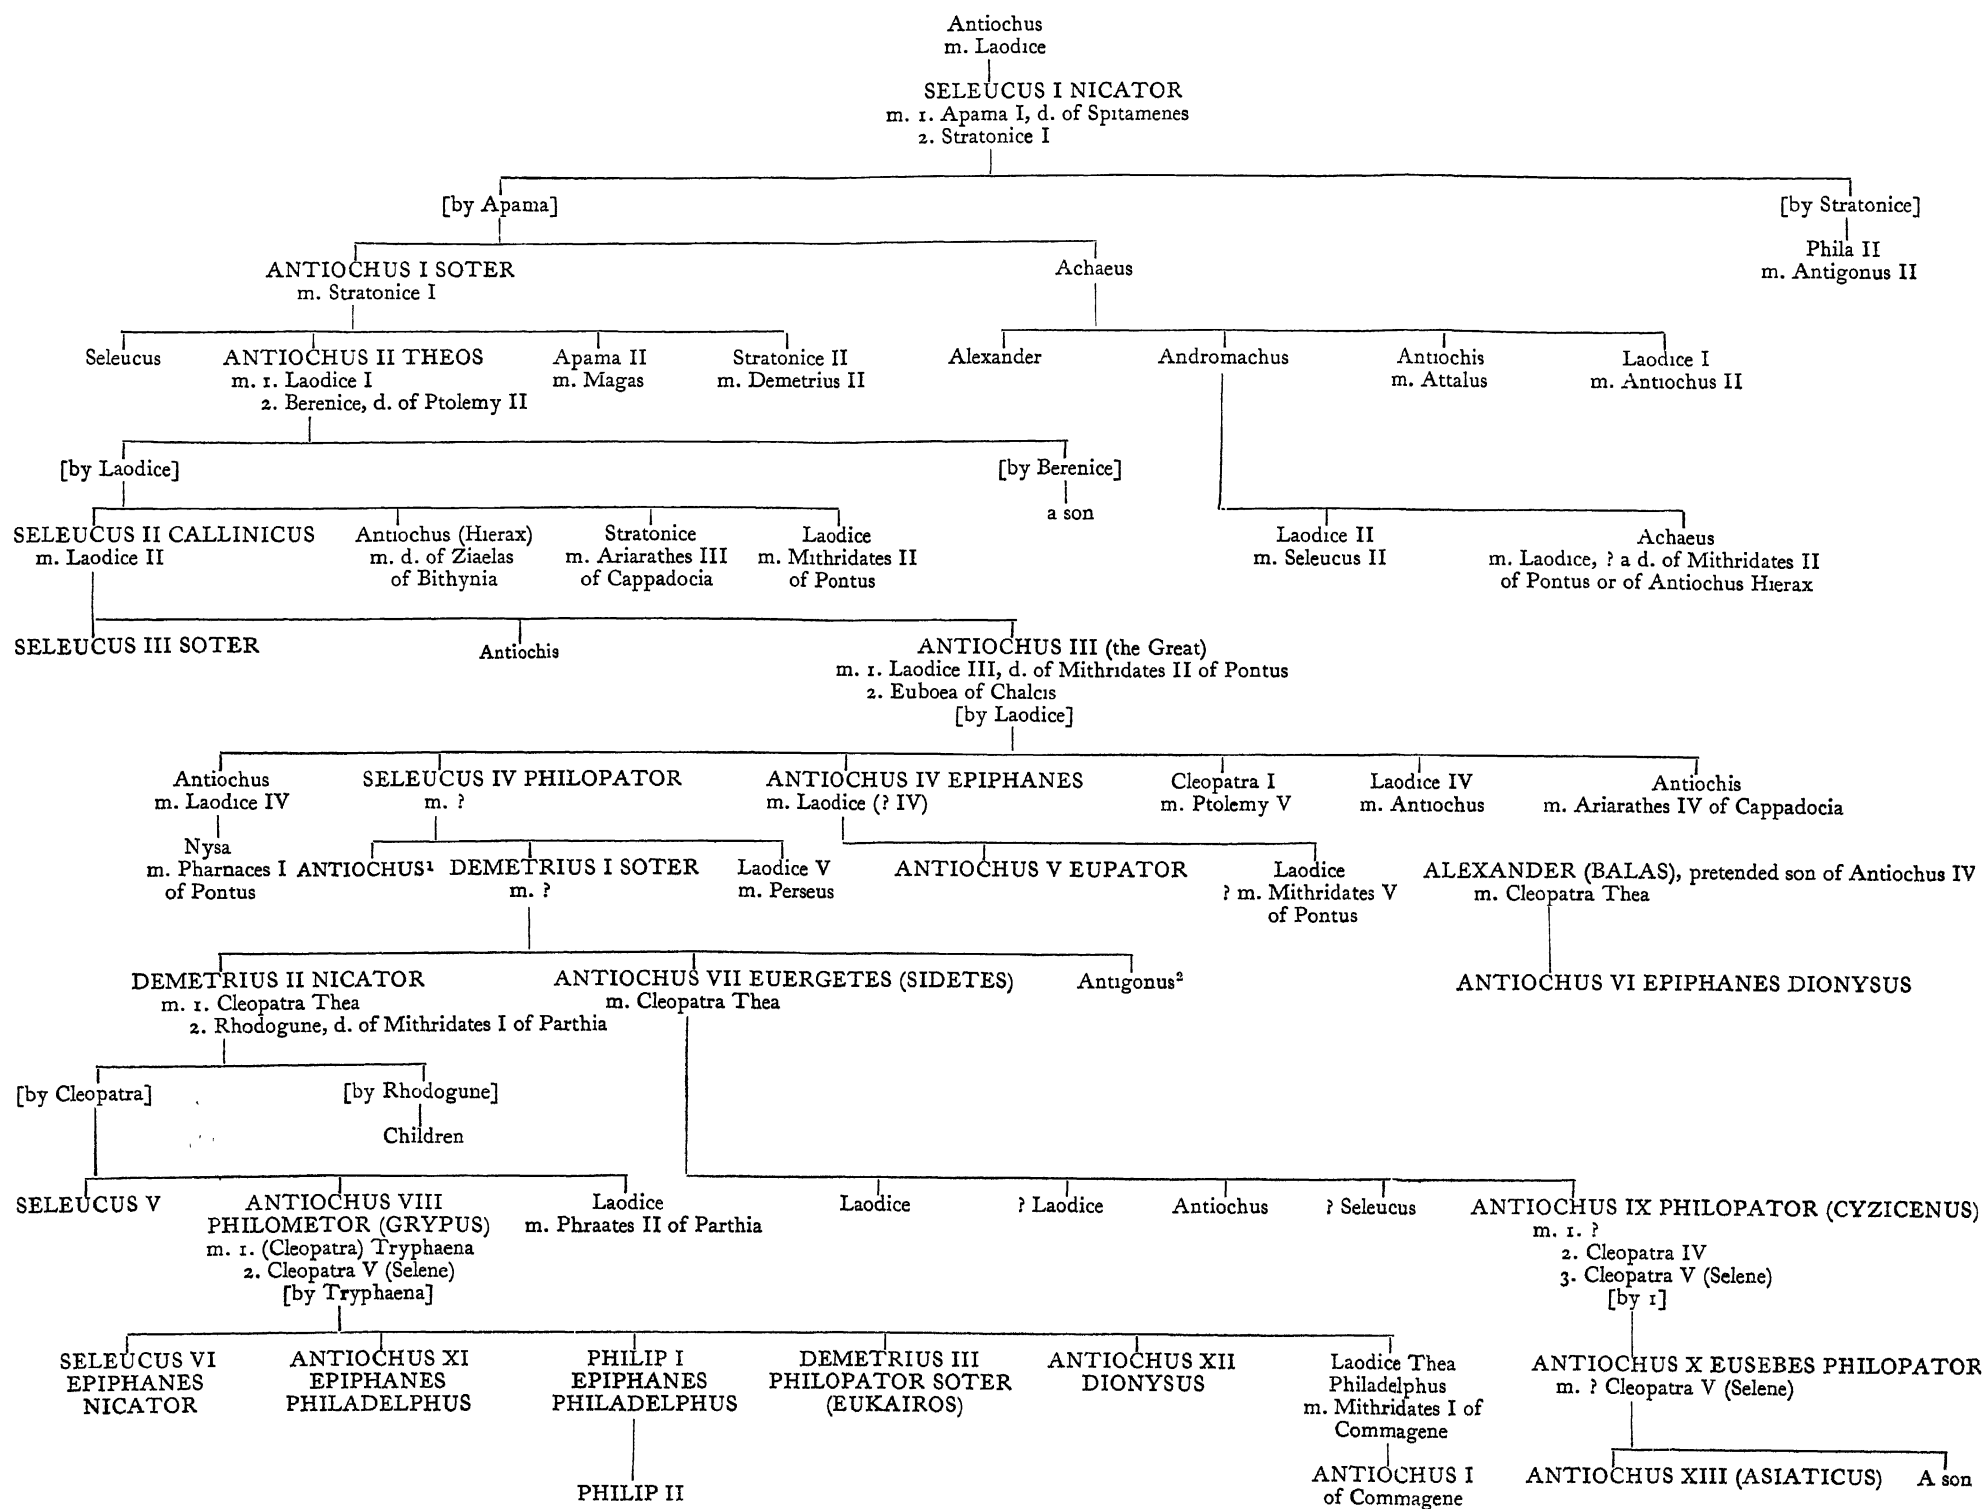 Antiochus
m. Laodice
SELEUCUS I NICATOR
m. 1. Apama I, d. of Spitamenes
2. Stratonice I
[by Apama]
[by Stratonice]
ANTIOCHUS I SOTER
m. Stratonice I
Achaeus
Phila II
m. Antigonus II
Seleucus
ANTIOCHUS II THEOS
m. 1. Laodice I
2. Berenice, d. of Ptolemy II
Apama II
m. Magas
Stratonice II
m. Demetrius II
Alexander
Andromachus
Antiochis
m. Attalus
Laodice I
m. Antiochus II
[by Laodice]
[by Berenice]
a son
SELEUCUS II CALLINICUS
m. Laodice II
Antiochus (Hierax)
m. d. of Ziaelas
of Bithynia
Stratonice
m. Ariarathes III
of Cappadocia
Laodice
m. Mithridates II
of Pontus
Laodice II
m. Seleucus II
Achaeus
m. Laodice, ? a d. of Mithridates II
of Pontus or of Antiochus Hierax
SELEUCUS III SOTER
Antiochis
ANTIOCHUS III (the Great)
m. 1. Laodice III, d. of Mithridates II of Pontus
2. Euboea of Chalcis
[by Laodice]
Antiochus
m. Laodice IV
SELEUCUS IV PHILOPATOR
m. ?
ANTIOCHUS IV EPIPHANES
m. Laodice (? IV)
Cleopatra I
m. Ptolemy V
Laodice IV
m. Antiochus
Antiochis
m. Ariarathes IV of Cappadocia
Nysa
m. Pharnaces I
of Pontus
ANTIOCHUS¹
DEMETRIUS I SOTER
m. ?
Laodice V
m. Perseus
ANTIOCHUS V EUPATOR
Laodice
? m. Mithridates V
of Pontus
ALEXANDER (BALAS), pretended son of Antiochus IV
m. Cleopatra Thea
DEMETRIUS II NICATOR
m. 1. Cleopatra Thea
2. Rhodogune, d. of Mithridates I of Parthia
ANTIOCHUS VII EUERGETES (SIDETES)
m. Cleopatra Thea
Antigonus²
ANTIOCHUS VI EPIPHANES DIONYSUS
[by Cleopatra]
[by Rhodogune]
Children
SELEUCUS V
ANTIOCHUS VIII
PHILOMETOR (GRYPUS)
m. 1. (Cleopatra) Tryphaena
2. Cleopatra V (Selene)
[by Tryphaena]
Laodice
m. Phraates II of Parthia
Laodice
? Laodice
Antiochus
? Seleucus
ANTIOCHUS IX PHILOPATOR (CYZICENUS)
m. 1. ?
2. Cleopatra IV
3. Cleopatra V (Selene)
[by 1]
SELEUCUS VI
EPIPHANES
NICATOR
ANTIOCHUS XI
EPIPHANES
PHILADELPHUS
PHILIP I
EPIPHANES
PHILADELPHUS
DEMETRIUS III
PHILOPATOR SOTER
(EUKAIROS)
ANTIOCHUS XII
DIONYSUS
Laodice Thea
Philadelphus
m. Mithridates I of
Commagene
ANTIOCHUS X EUSEBES PHILOPATOR
m. ? Cleopatra V (Selene)
PHILIP II
ANTIOCHUS I
of Commagene
ANTIOCHUS XIII (ASIATICUS)
A son